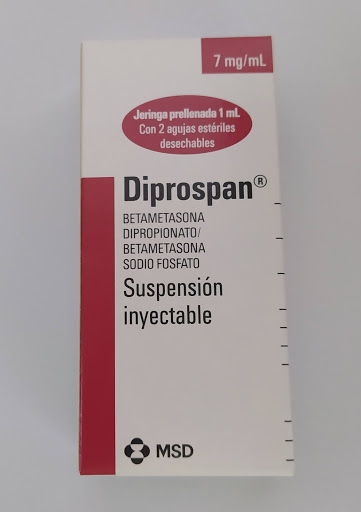 7 mg/mL
Jeringa prellenada 1 mL
Con 2 agujas estériles
desechables
Diprospan®
BETAMETASONA
DIPROPIONATO/
BETAMETASONA
SODIO FOSFATO
Suspensión
inyectable
MSD